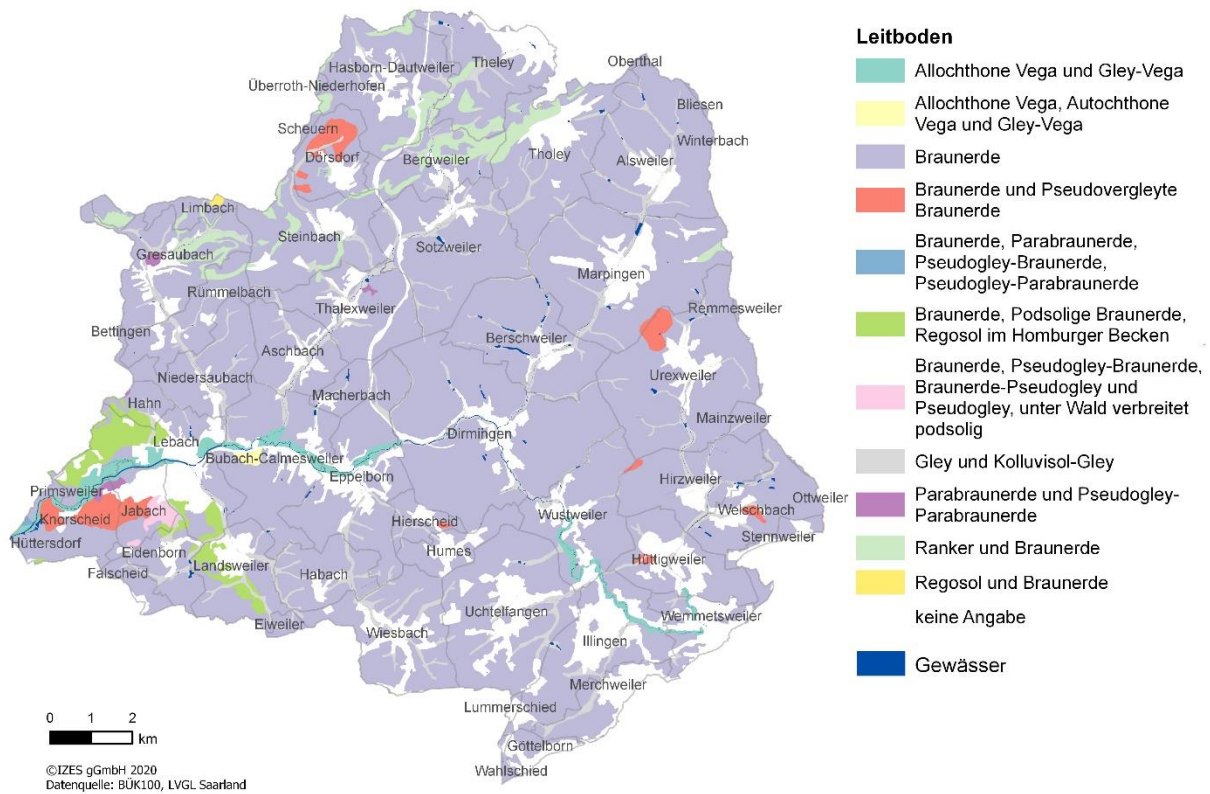 Leitboden
Allochthone Vega und Gley-Vega
Allochthone Vega, Autochthone
Vega und Gley-Vega
Braunerde
Braunerde und Pseudovergleyte
Braunerde
Braunerde, Parabraunerde,
Pseudogley-Braunerde,
Pseudogley-Parabraunerde
Braunerde, Podsolige Braunerde,
Regosol im Homburger Becken
Braunerde, Pseudogley-Braunerde,
Braunerde-Pseudogley und
Pseudogley, unter Wald verbreitet
podsolig
Gley und Kolluvisol-Gley
Parabraunerde und Pseudogley-
Parabraunerde
Ranker und Braunerde
Regosol und Braunerde
keine Angabe
Gewässer
Hasborn-Dautweiler
Theley
Oberthal
Überroth-Niederhofen
Bliesen
Scheuern
Winterbach
Dörsdorf
Bergweiler
Tholey
Alsweiler
Limbach
Steinbach
Sotzweiler
Gresaubach
Marpingen
Rümmelbach
Thalexweiler
Remmesweiler
Bettingen
Berschweiler
Aschbach
Niedersaubach
Urexweiler
Macherbach
Hahn
Mainzweiler
Lebach
Dirmingen
Bubach-Calmesweiler
Eppelborn
Hirzweiler
Primsweiler
Ottweiler
Knorscheid
Jabach
Hierscheid
Wustweiler
Welschbach
Hüttersdorf
Eidenborn
Humes
Stennweiler
Falscheid
Landsweiler
Habach
Hüttigweiler
Uchtelfangen
Eiweiler
Wemmetsweiler
Wiesbach
Illingen
Merchweiler
Lummerschied
Göttelborn
Wahlschied
0 1 2
km
©IZES gGmbH 2020
Datenquelle: BÜK100, LVGL Saarland